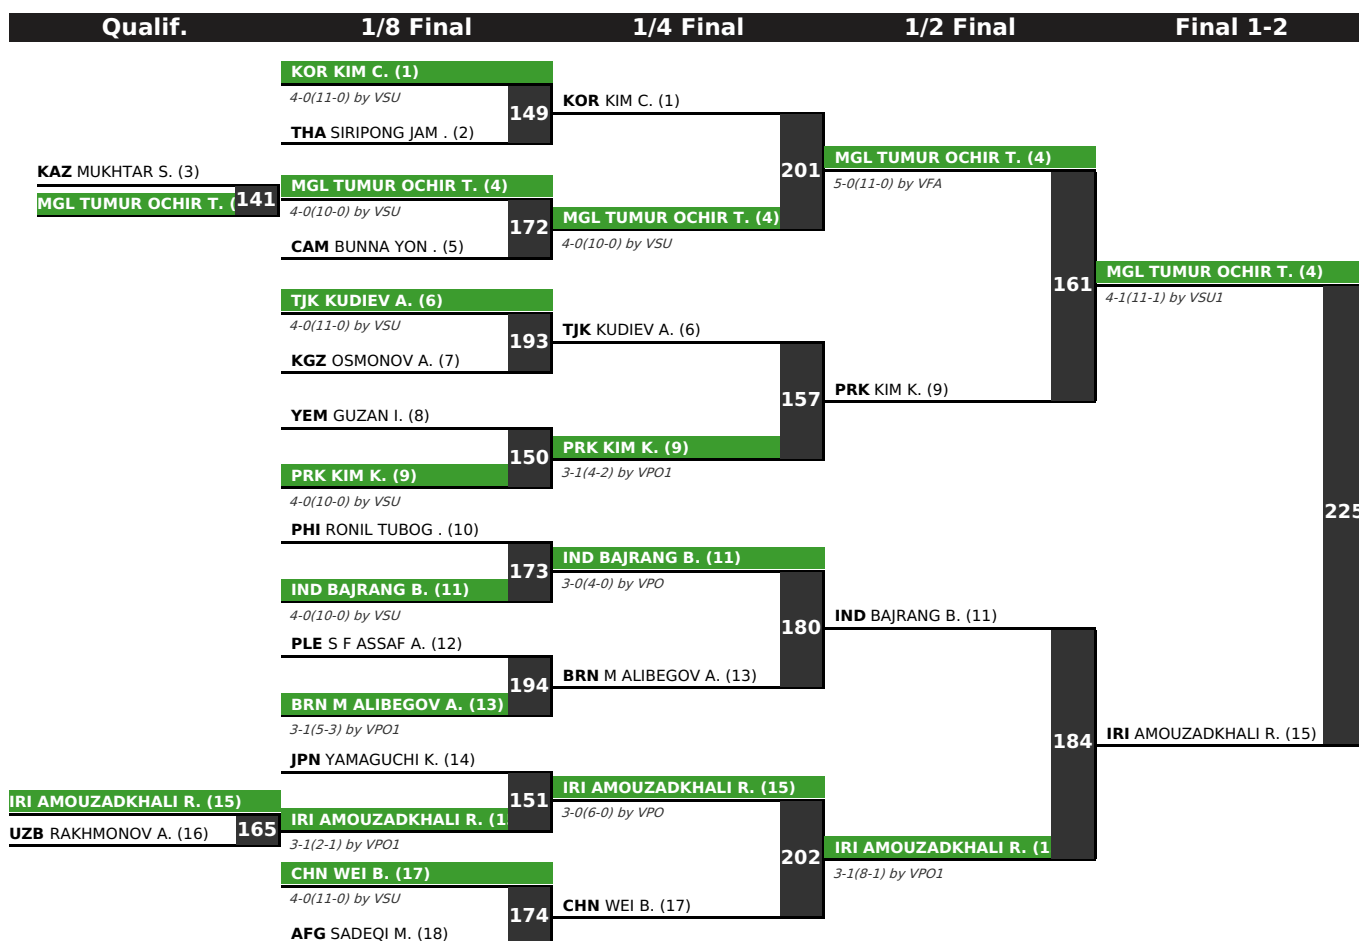 Qualif.
1/8 Final
1/4 Final
1/2 Final
Final 1-2
KAZ MUKHTAR S. (3)
MGL TUMUR OCHIR T. (
141
IRI AMOUZADKHALI R. (15)
UZB RAKHMONOV A. (16)
165
KOR KIM C. (1)
4-0(11-0) by VSU
THA SIRIPONG JAM . (2)
149
MGL TUMUR OCHIR T. (4)
4-0(10-0) by VSU
CAM BUNNA YON . (5)
172
TJK KUDIEV A. (6)
4-0(11-0) by VSU
KGZ OSMONOV A. (7)
193
YEM GUZAN I. (8)
PRK KIM K. (9)
4-0(10-0) by VSU
150
PHI RONIL TUBOG . (10)
IND BAJRANG B. (11)
4-0(10-0) by VSU
173
PLE S F ASSAF A. (12)
BRN M ALIBEGOV A. (13)
3-1(5-3) by VPO1
194
JPN YAMAGUCHI K. (14)
IRI AMOUZADKHALI R. (1
3-1(2-1) by VPO1
151
CHN WEI B. (17)
4-0(11-0) by VSU
AFG SADEQI M. (18)
174
KOR KIM C. (1)
MGL TUMUR OCHIR T. (4)
4-0(10-0) by VSU
201
TJK KUDIEV A. (6)
PRK KIM K. (9)
3-1(4-2) by VPO1
157
IND BAJRANG B. (11)
3-0(4-0) by VPO
BRN M ALIBEGOV A. (13)
180
IRI AMOUZADKHALI R. (15)
3-0(6-0) by VPO
CHN WEI B. (17)
202
MGL TUMUR OCHIR T. (4)
5-0(11-0) by VFA
PRK KIM K. (9)
161
IND BAJRANG B. (11)
IRI AMOUZADKHALI R. (1
3-1(8-1) by VPO1
184
MGL TUMUR OCHIR T. (4)
4-1(11-1) by VSU1
IRI AMOUZADKHALI R. (15)
225